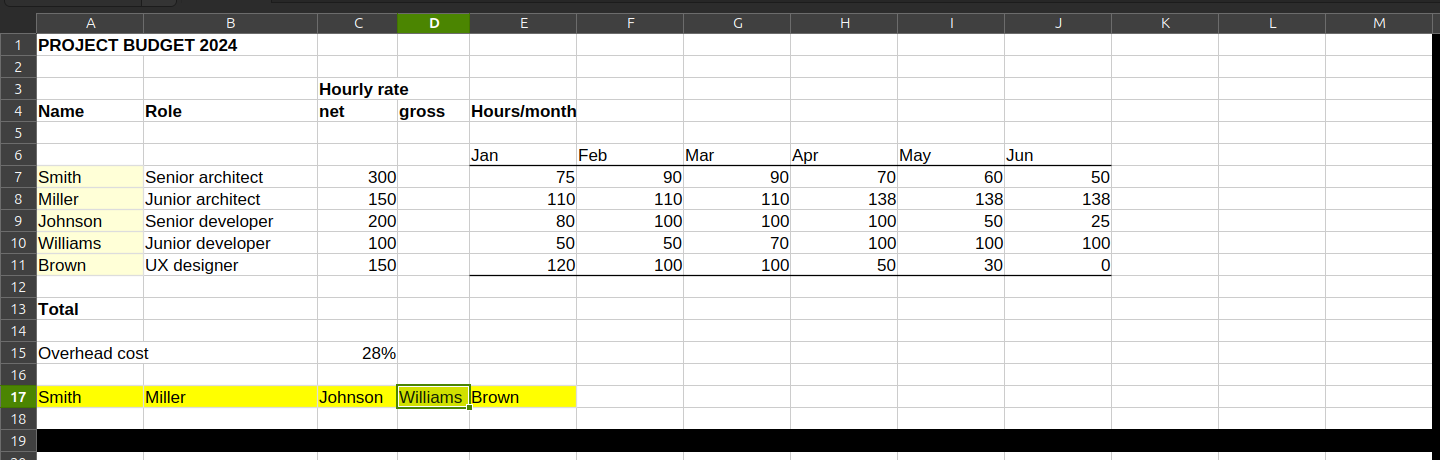 A B C D E F G H I J K L M
1 PROJECT BUDGET 2024
2
3 Hourly rate
4 Name Role net gross Hours/month
5
6 Jan Feb Mar Apr May Jun
7 Smith Senior architect 300 75 90 90 70 60 50
8 Miller Junior architect 150 110 110 110 138 138 138
9 Johnson Senior developer 200 80 100 100 100 50 25
10 Williams Junior developer 100 50 50 70 100 100 100
11 Brown UX designer 150 120 100 100 50 30 0
12
13 Total
14
15 Overhead cost 28%
16
17 Smith Miller Johnson Williams Brown
18
19